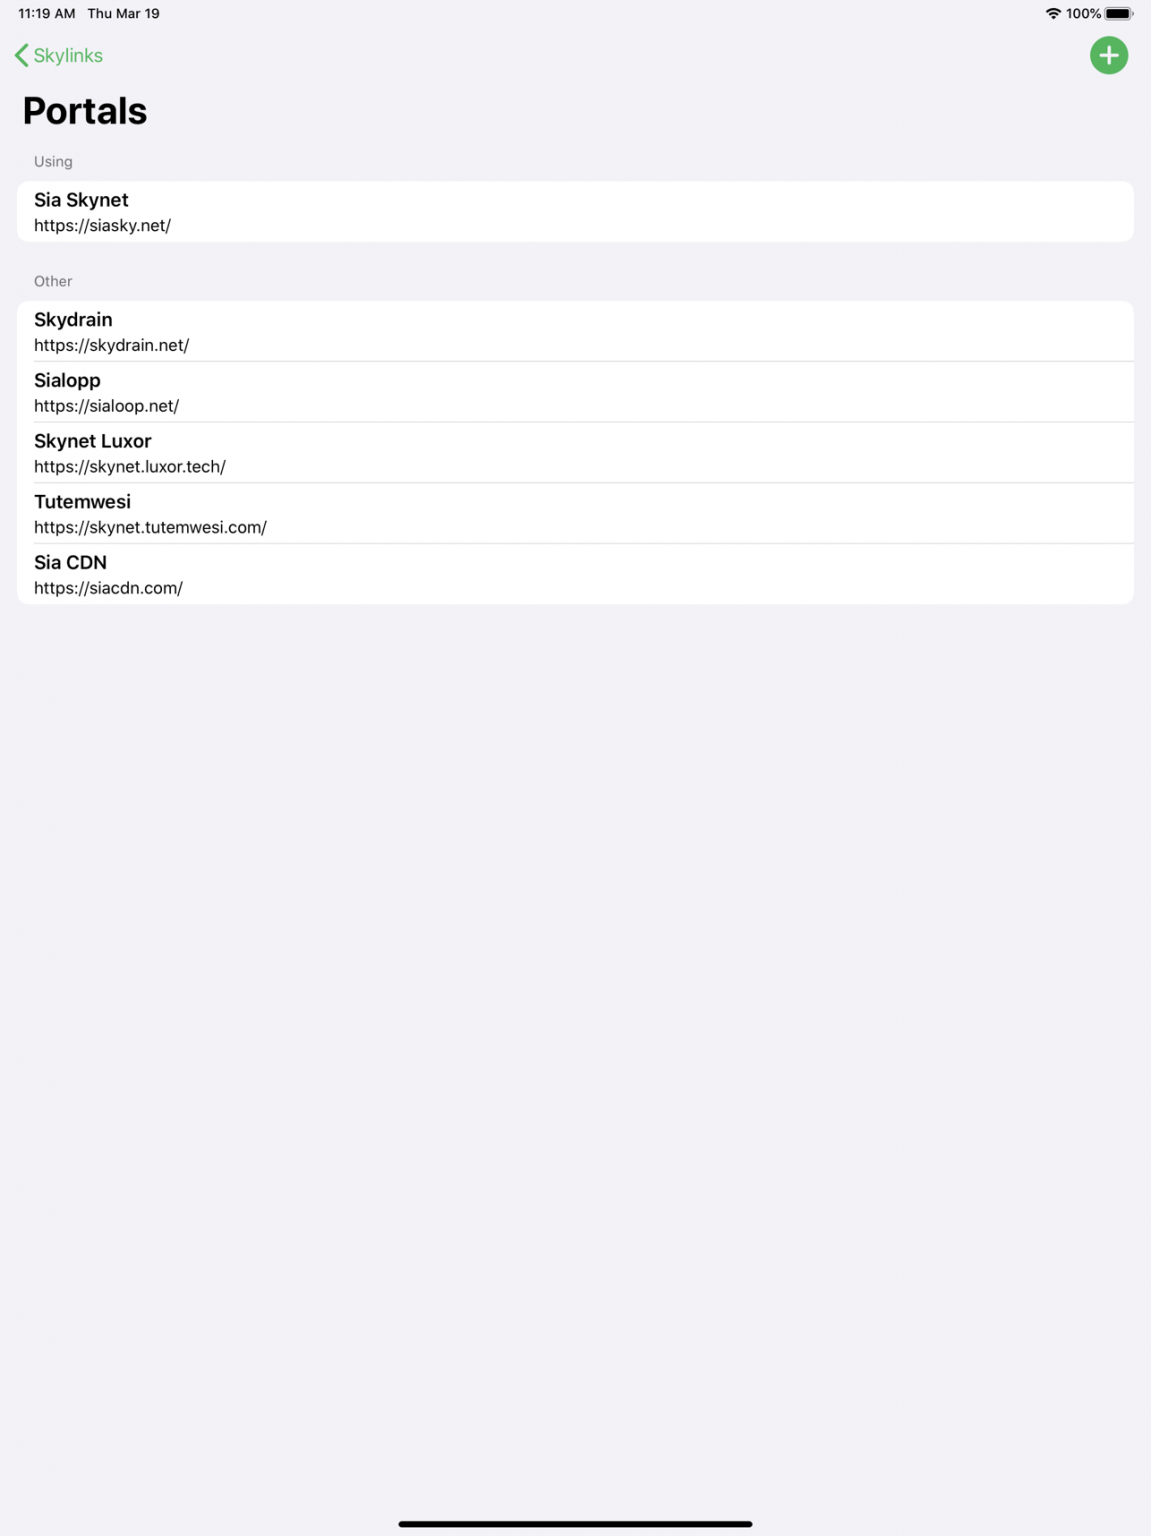 11:19 AM Thu Mar 19 100%
Skylinks
Portals
Using
Sia Skynet
https://siasky.net/
Other
Skydrain
https://skydrain.net/
Sialopp
https://sialoop.net/
Skynet Luxor
https://skynet.luxor.tech/
Tutemwesi
https://skynet.tutemwesi.com/
Sia CDN
https://siacdn.com/